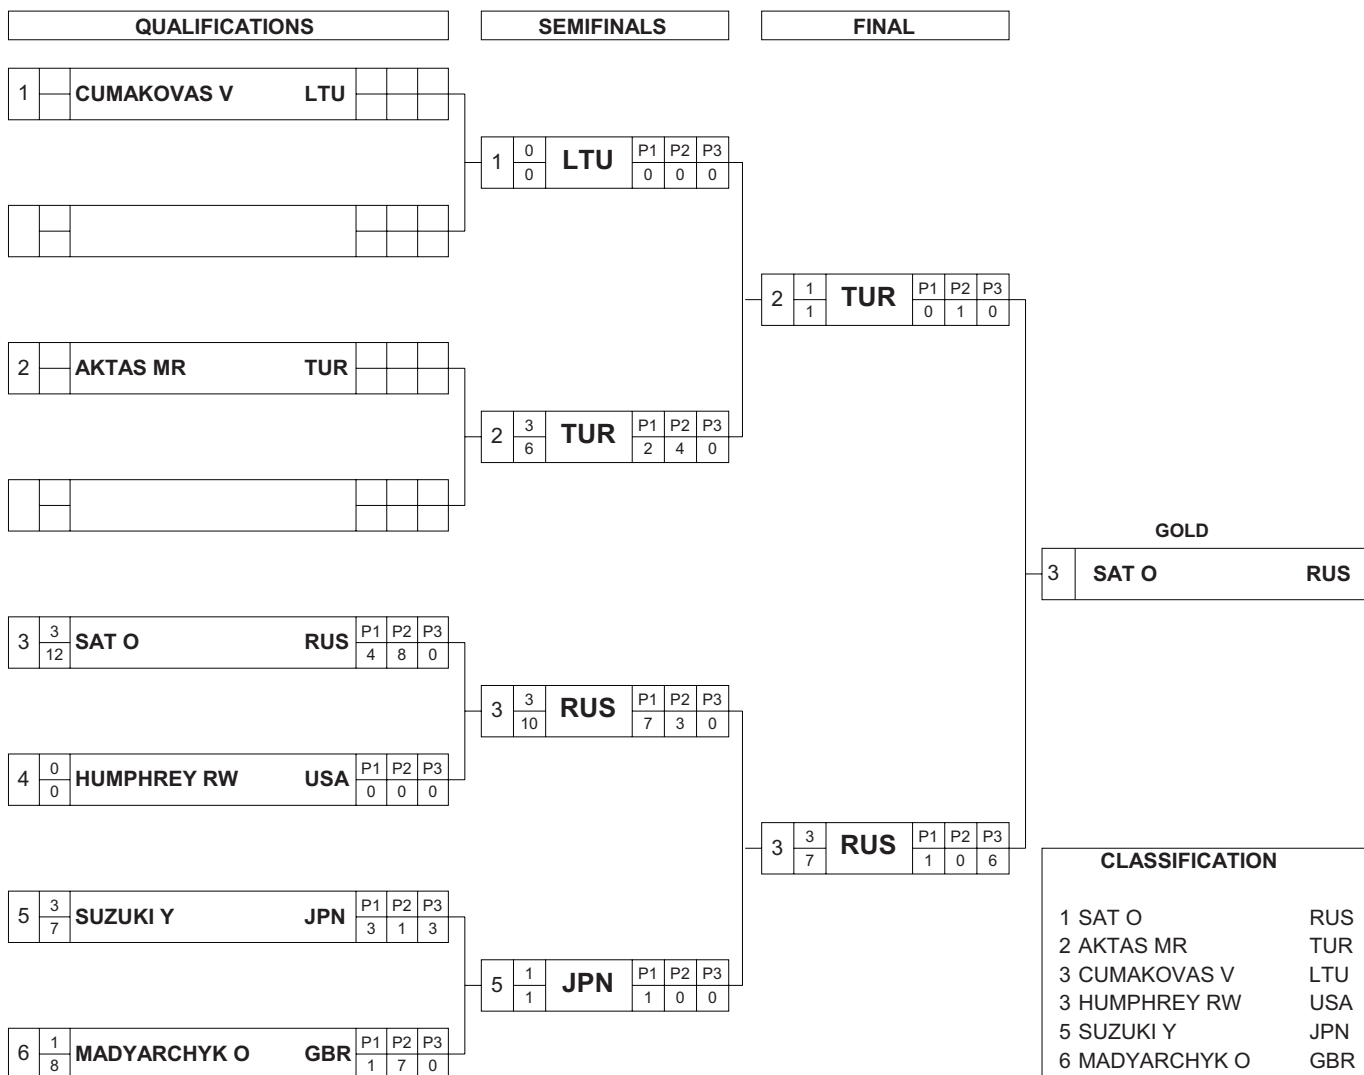 QUALIFICATIONS SEMIFINALS FINAL
1 CUMAKOVAS V LTU
0 P1 P2 P3
1 LTU
0 0 0 0
1 P1 P2 P3
2 TUR
1 0 1 0
2 AKTAS MR TUR
3 P1 P2 P3
2 TUR
6 2 4 0
GOLD
3 SAT O RUS
3 P1 P2 P3
3 SAT O RUS
12 4 8 0
3 P1 P2 P3
3 RUS
10 7 3 0
0 P1 P2 P3
4 HUMPHREY RW USA
0 0 0 0
3 P1 P2 P3
3 RUS
7 1 0 6
3 P1 P2 P3
5 SUZUKI Y JPN
7 3 1 3
1 P1 P2 P3
5 JPN
1 1 0 0
1 P1 P2 P3
6 MADYARCHYK O GBR
8 1 7 0
CLASSIFICATION
1 SAT O RUS
2 AKTAS MR TUR
3 CUMAKOVAS V LTU
3 HUMPHREY RW USA
5 SUZUKI Y JPN
6 MADYARCHYK O GBR